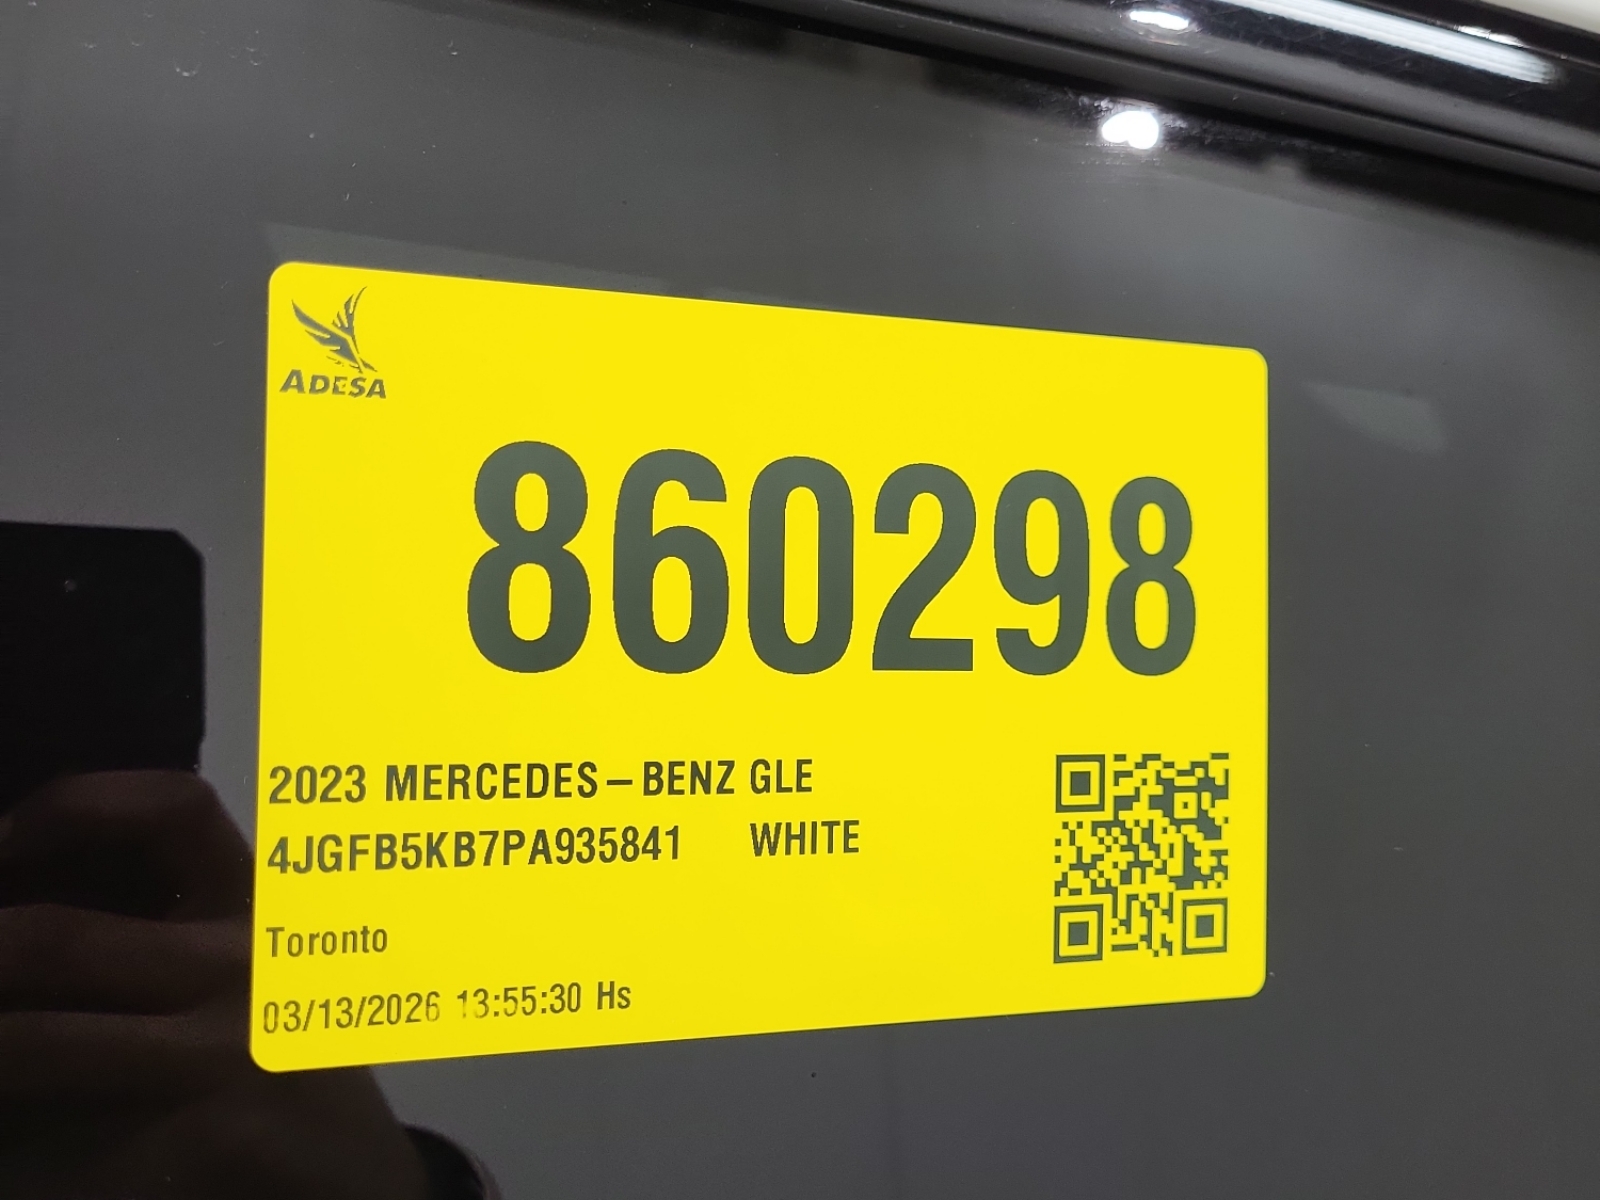 ADESA
860298
2023 MERCEDES-BENZ GLE
4JGFB5KB7PA935841 WHITE
Toronto
03/13/2026 13:55:30 Hs